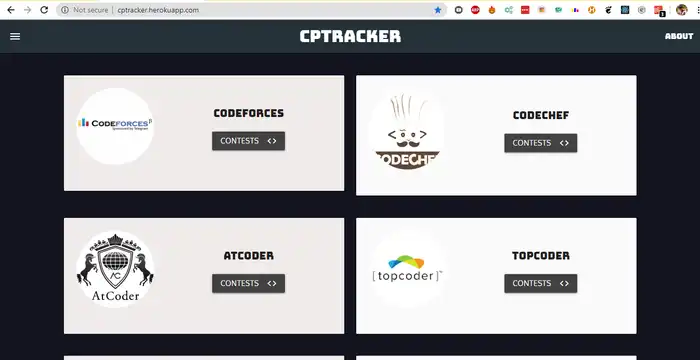 Not secure | cptracker.herokuapp.com
CPTRACKER
ABOUT
CODEFORCES
Sponsored by Telegram
CODEFORCES
CONTESTS <>
CODECHEF
CODECHEF
CONTESTS <>
AtCoder
AC
ATCODER
CONTESTS <>
[topcoder]™
TOPCODER
CONTESTS <>